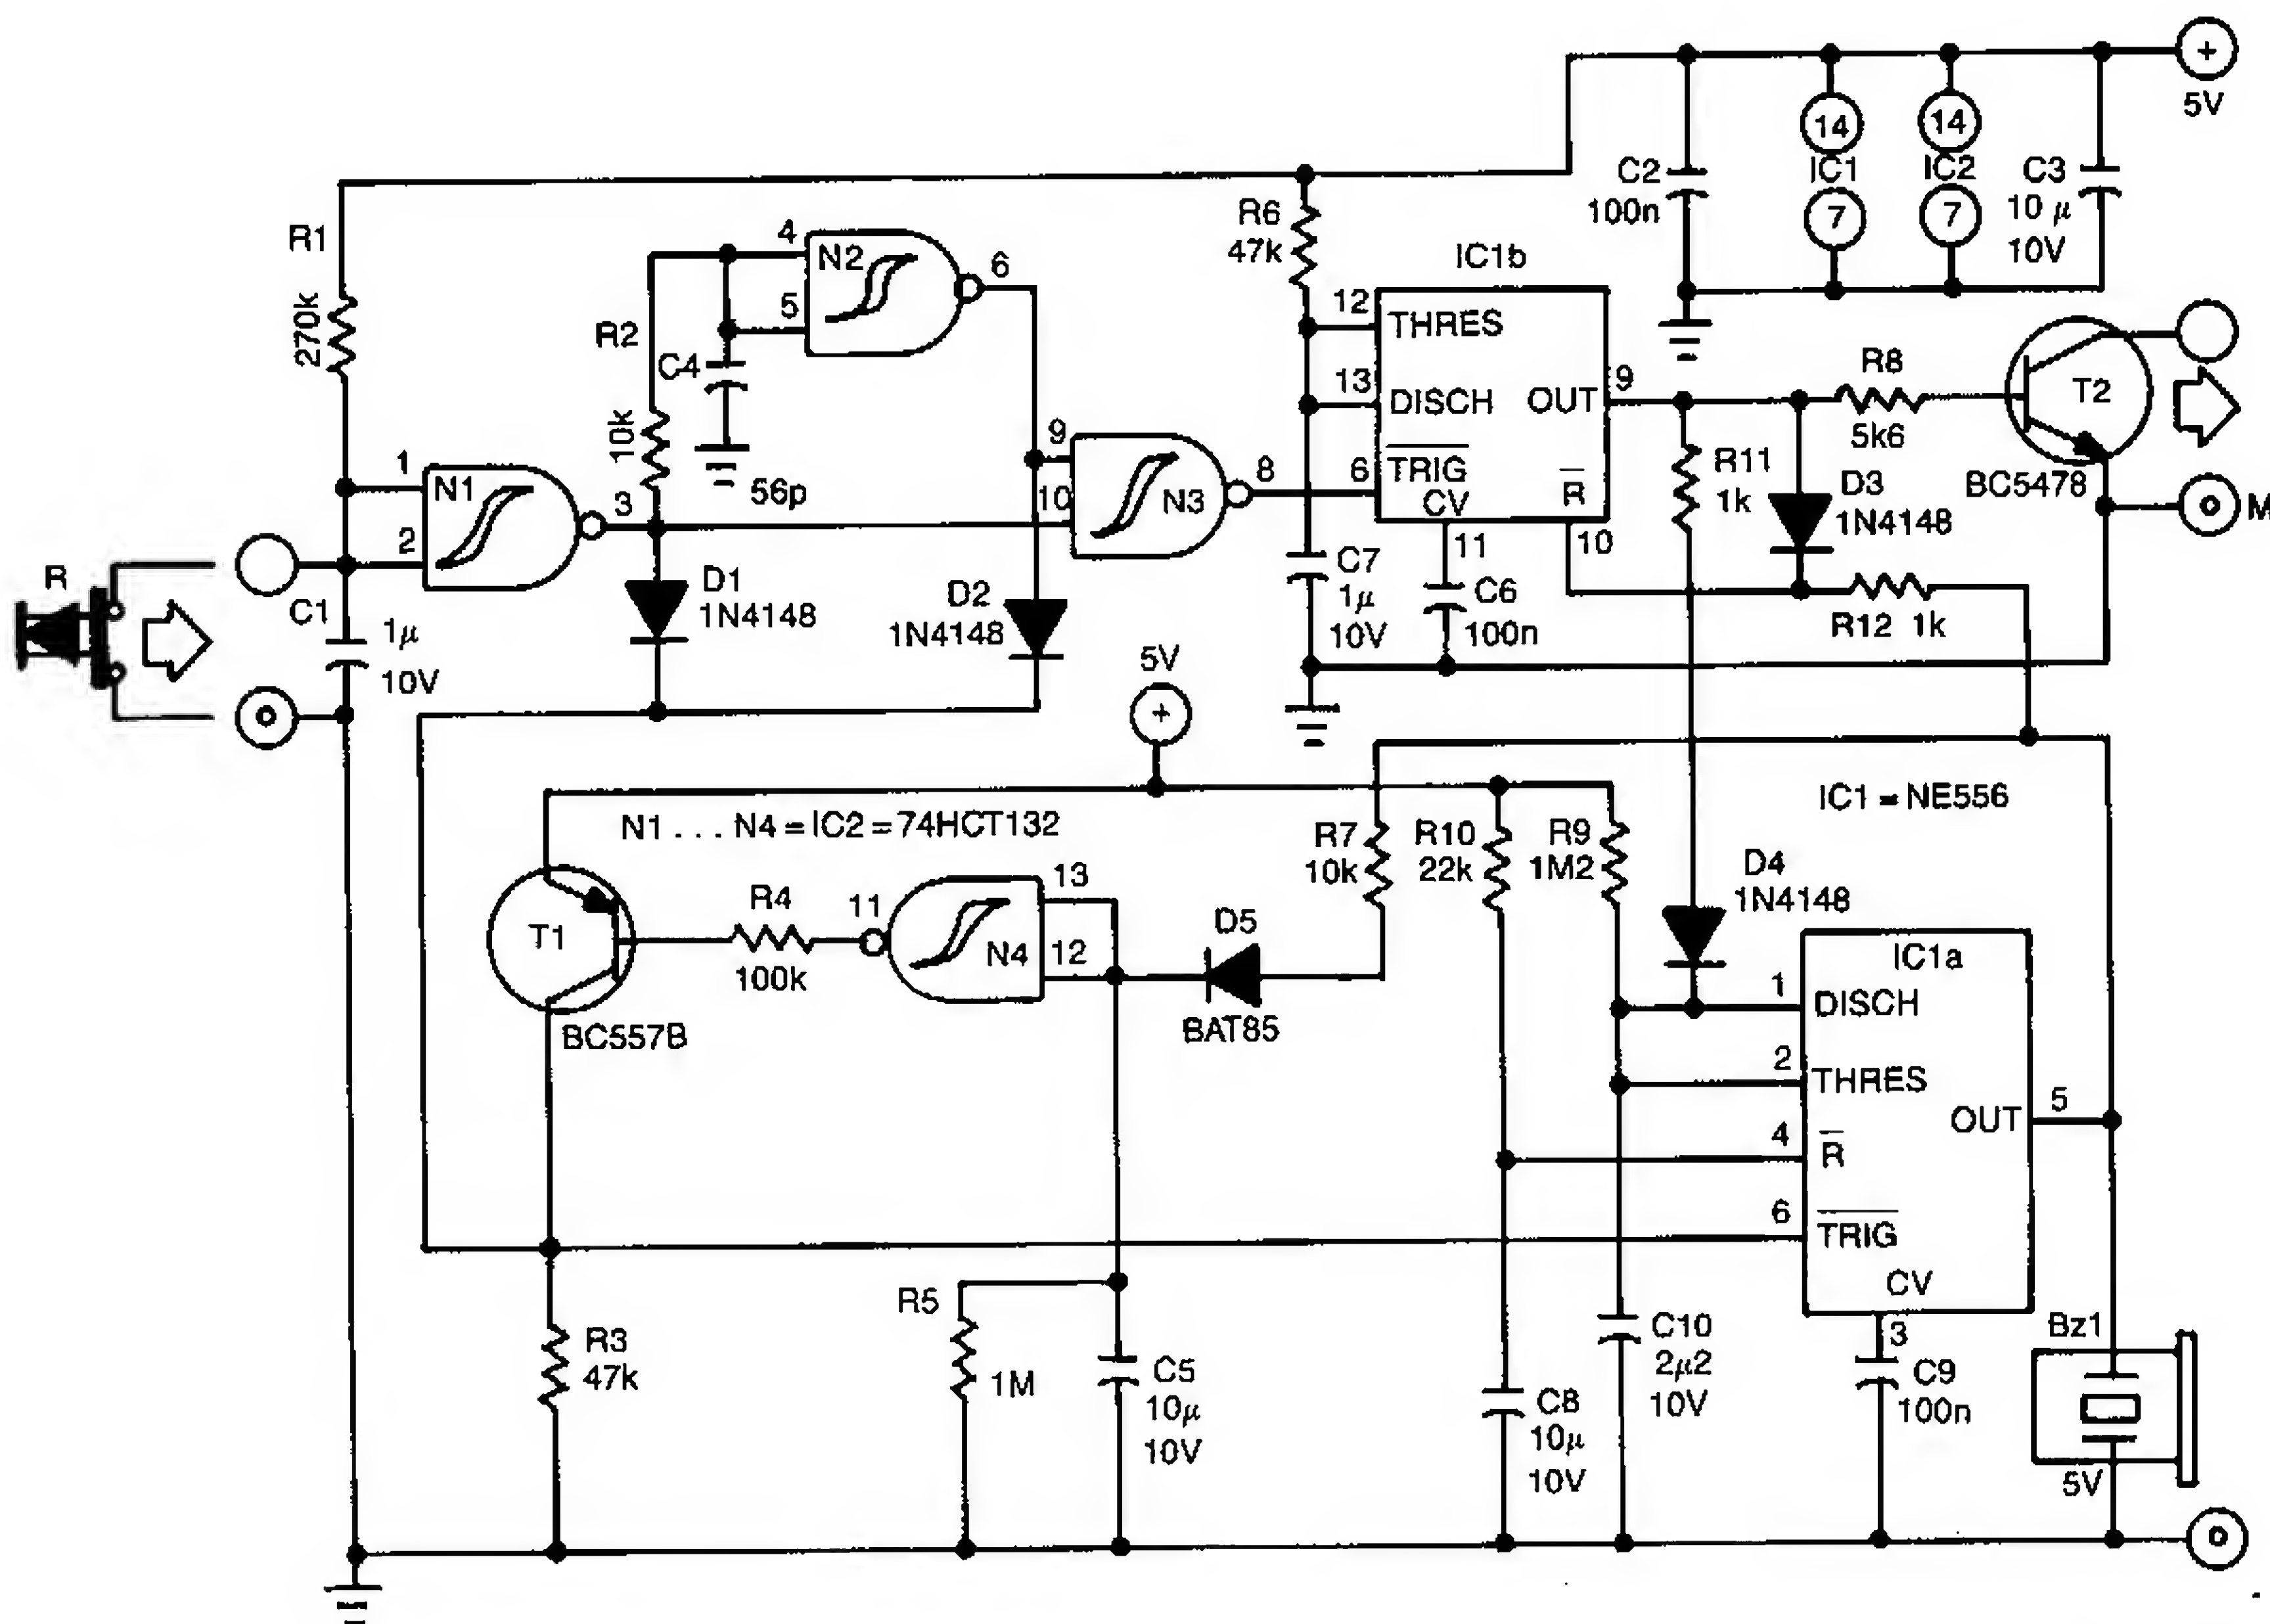 +
5V
14
14
IC1
IC2
7
7
C2
100n
C3
10 μ
10V
R1
270k
R6
47k
IC1b
4
N2
6
5
R2
10k
C4
56p
12
THRES
13
DISCH
OUT
9
TRIG
6
CV
R
11
10
R8
5k6
T2
BC5478
M
R11
1k
D3
1N4148
R12 1k
1
N1
3
2
9
10
N3
8
R
C1
1μ
10V
D1
1N4148
D2
1N4148
C7
1μ
10V
C6
100n
5V
+
N1 . . . N4 = IC2 = 74HCT132
IC1 = NE556
R7
10k
R10
22k
R9
1M2
D4
1N4148
T1
BC557B
R4
100k
11
13
N4
12
D5
BAT85
IC1a
1
DISCH
2
THRES
OUT
5
4
R
6
TRIG
CV
3
R3
47k
R5
1M
C5
10μ
10V
C8
10μ
10V
C10
2μ2
10V
C9
100n
Bz1
5V